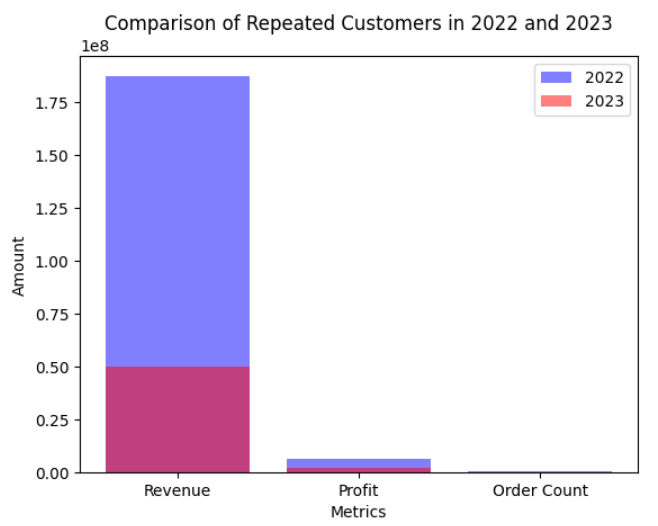 Comparison of Repeated Customers in 2022 and 2023
1e8
2022
2023
1.75
1.50
1.25
1.00
0.75
0.50
0.25
0.00
Amount
Revenue Profit Order Count
Metrics